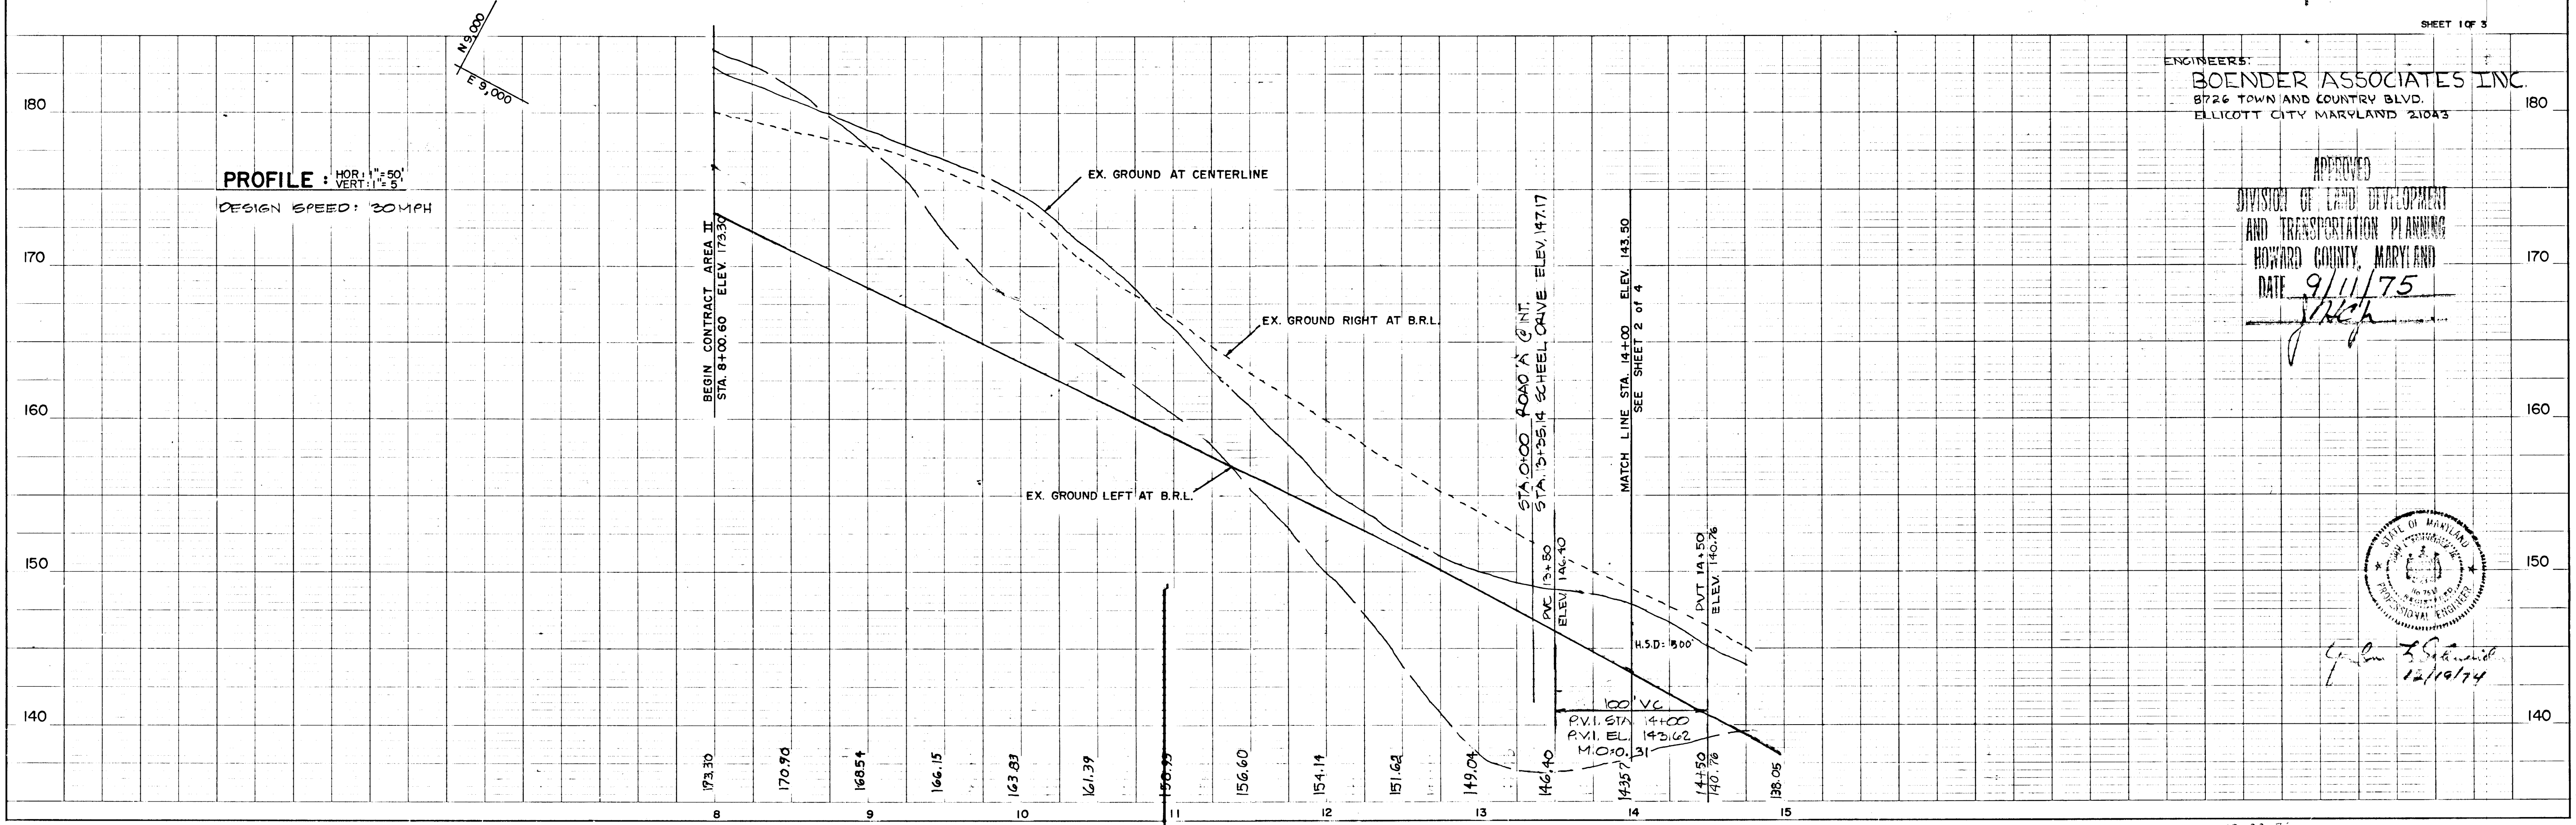 SHEET 1 OF 3
N 9,000
E 9,000
ENGINEERS:
BOENDER ASSOCIATES INC.
8726 TOWN AND COUNTRY BLVD.
ELLICOTT CITY MARYLAND 21043
180
180
APPROVED
DIVISION OF LAND DEVELOPMENT
AND TRANSPORTATION PLANNING
HOWARD COUNTY, MARYLAND
DATE 9/11/75
PROFILE : HOR: 1"=50'
VERT: 1"= 5'
DESIGN SPEED: 30 MPH
EX. GROUND AT CENTERLINE
BEGIN CONTRACT AREA II
STA. 8+00.60 ELEV. 173.30
170
170
EX. GROUND RIGHT AT B.R.L.
STA. 0+00 ROAD 'A' @ INT.
STA. 13+35.14 SCHEEL DRIVE ELEV. 147.17
MATCH LINE STA. 14+00 ELEV. 143.50
SEE SHEET 2 of 4
160
160
EX. GROUND LEFT AT B.R.L.
150
150
PVC 13+50
ELEV. 146.40
PVT 14+50
ELEV. 140.76
H.S.D= 500'
STATE OF MARYLAND
PROFESSIONAL ENGINEER
12/19/74
140
140
100' VC
P.V.I. STA 14+00
P.V.I. EL. 143.62
M.O=0.31
173.30
170.90
168.54
166.15
163.83
161.39
158.99
156.60
154.14
151.62
149.04
146.40
143.57
14+50
140.76
138.05
8
9
10
11
12
13
14
15